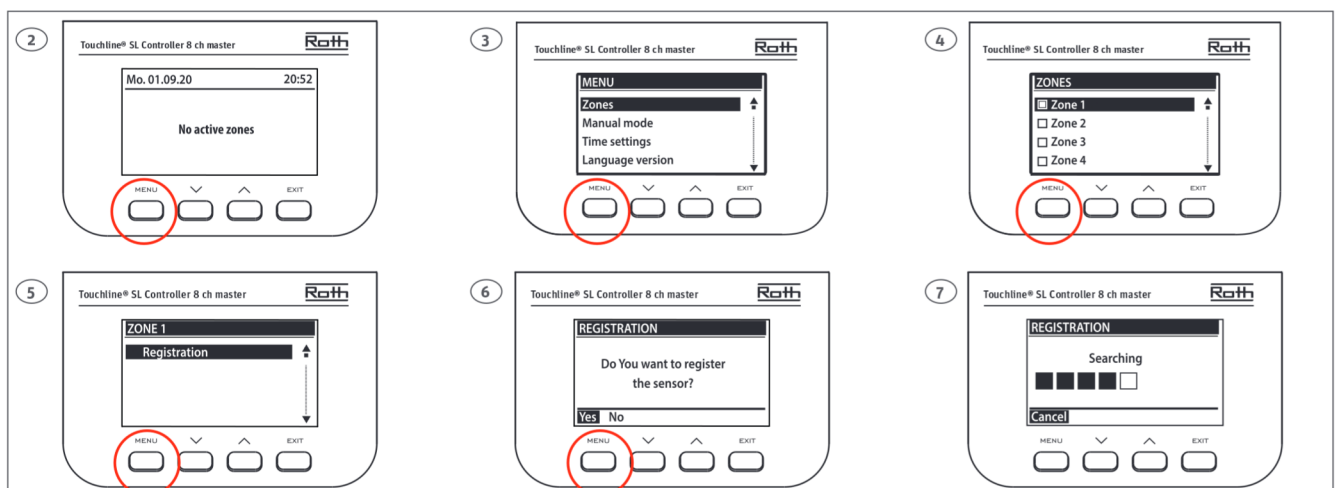 2
Touchline® SL Controller 8 ch master Roth
Mo. 01.09.20 20:52
No active zones
MENU EXIT
3
Touchline® SL Controller 8 ch master Roth
MENU
Zones
Manual mode
Time settings
Language version
MENU EXIT
4
Touchline® SL Controller 8 ch master Roth
ZONES
Zone 1
Zone 2
Zone 3
Zone 4
MENU EXIT
5
Touchline® SL Controller 8 ch master Roth
ZONE 1
Registration
MENU EXIT
6
Touchline® SL Controller 8 ch master Roth
REGISTRATION
Do You want to register
the sensor?
Yes No
MENU EXIT
7
Touchline® SL Controller 8 ch master Roth
REGISTRATION
Searching
Cancel
MENU EXIT